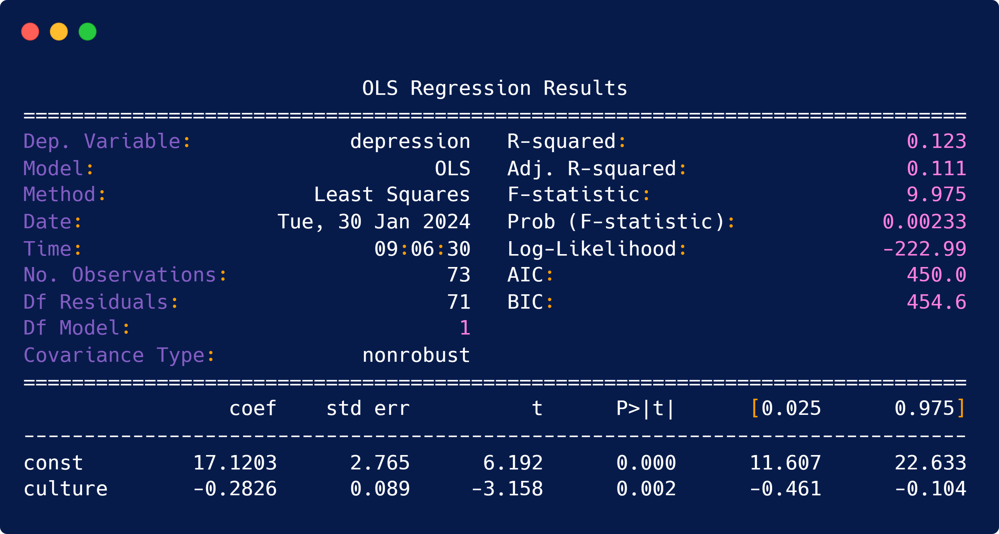 OLS Regression Results
==============================================================================
Dep. Variable:             depression   R-squared:                       0.123
Model:                            OLS   Adj. R-squared:                  0.111
Method:                 Least Squares   F-statistic:                     9.975
Date:                Tue, 30 Jan 2024   Prob (F-statistic):            0.00233
Time:                        09:06:30   Log-Likelihood:                -222.99
No. Observations:                  73   AIC:                             450.0
Df Residuals:                      71   BIC:                             454.6
Df Model:                           1
Covariance Type:            nonrobust
==============================================================================
                 coef    std err          t      P>|t|      [0.025      0.975]
------------------------------------------------------------------------------
const         17.1203      2.765      6.192      0.000      11.607      22.633
culture       -0.2826      0.089     -3.158      0.002      -0.461      -0.104